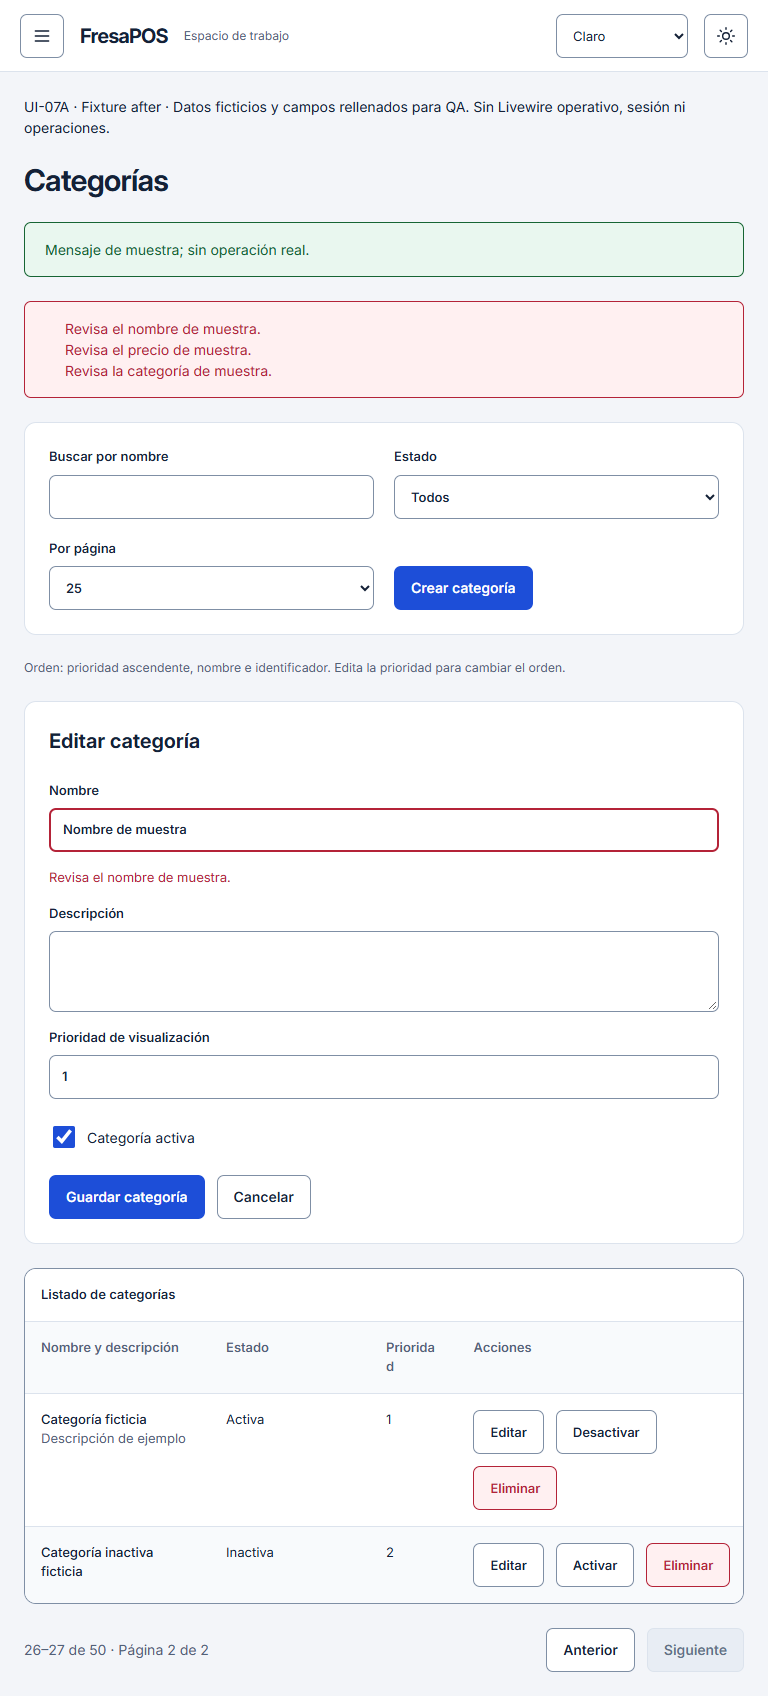 FresaPOS Espacio de trabajo Claro
UI-07A · Fixture after · Datos ficticios y campos rellenados para QA. Sin Livewire operativo, sesión ni
operaciones.
Categorías
Mensaje de muestra; sin operación real.
Revisa el nombre de muestra.
Revisa el precio de muestra.
Revisa la categoría de muestra.
Buscar por nombre Estado
Todos
Por página
25 Crear categoría
Orden: prioridad ascendente, nombre e identificador. Edita la prioridad para cambiar el orden.
Editar categoría
Nombre
Nombre de muestra
Revisa el nombre de muestra.
Descripción
Prioridad de visualización
1
Categoría activa
Guardar categoría Cancelar
Listado de categorías
Nombre y descripción Estado Priorida
d Acciones
Categoría ficticia Activa 1 Editar Desactivar
Descripción de ejemplo
Eliminar
Categoría inactiva
ficticia Inactiva 2 Editar Activar Eliminar
26–27 de 50 · Página 2 de 2 Anterior Siguiente